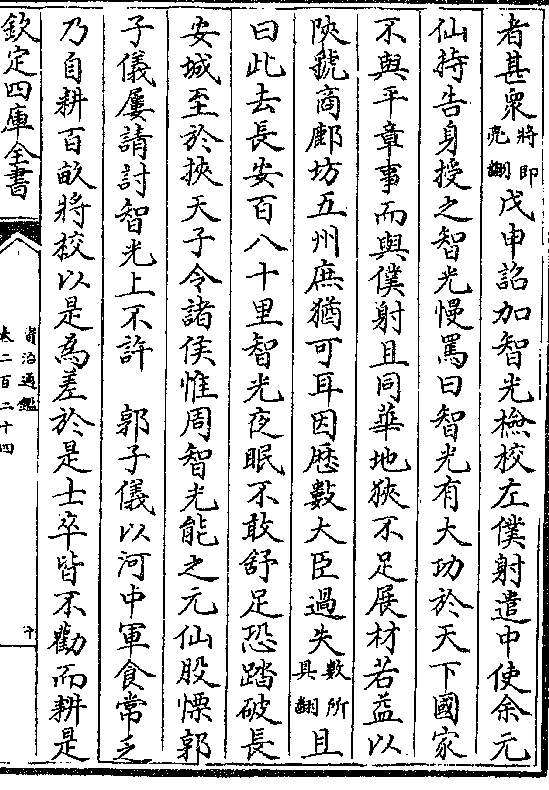 者甚衆將即亮翻戊申詔加智光檢校左僕射遣中使余元
仙持告身授之智光慢罵曰智光有大功於天下國家
不與平章事而與僕射且同華地狹不足展材若益以
陜虢商鄜坊五州庶猶可耳因歴數大臣過失數所具翻且
曰此去長安百八十里智光夜眠不敢舒足恐踏破長
安城至於挾天子令諸侯惟周智光能之元仙股慄郭
子儀屢請討智光上不許　郭子儀以河中軍食常乏
乃自耕百畝將校以是為差於是士卒皆不勸而耕是
欽定四庫全書
資治通鑑
卷二百二十四
十